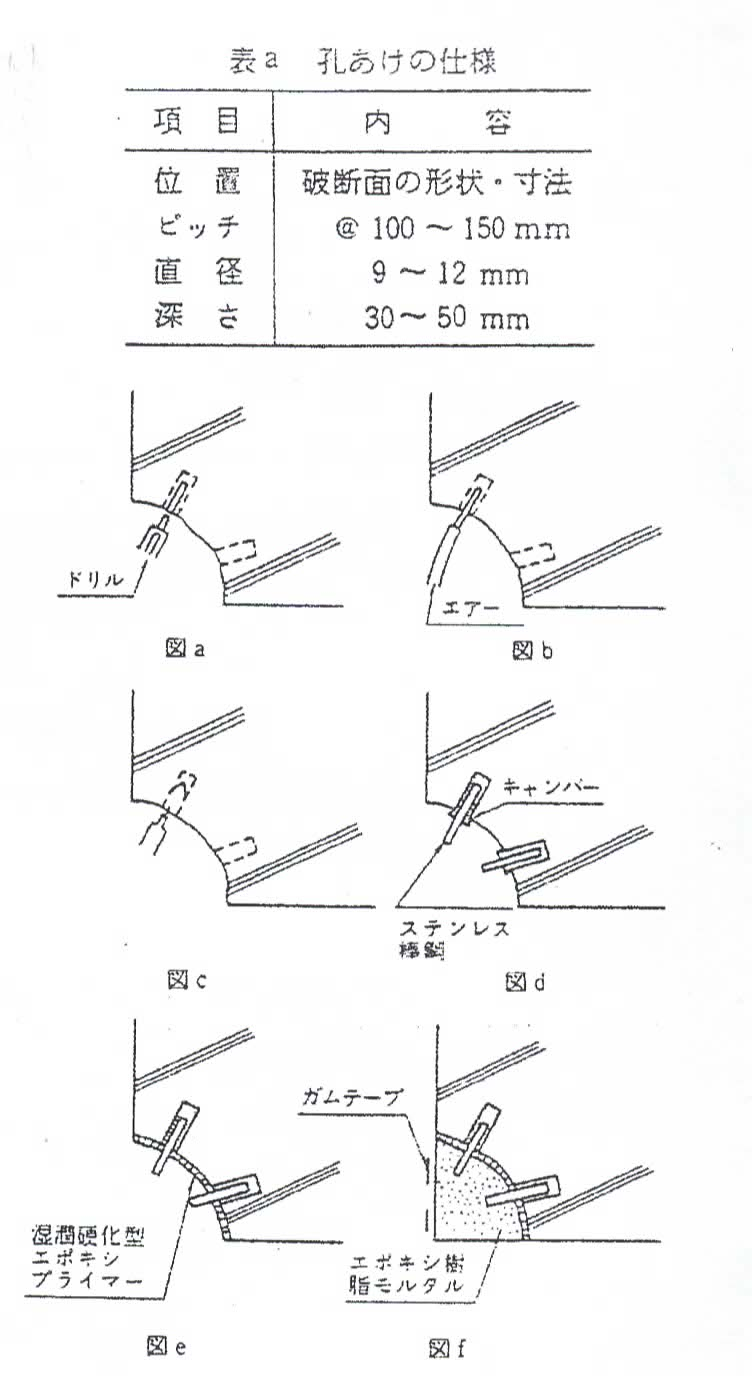 表a 孔あけの仕様
項 目 内 容
位 置 破断面の形状・寸法
ピッチ @ 100 ～ 150 mm
直 径 9 ～ 12 mm
深 さ 30～ 50 mm
ドリル
エアー
図a
図b
キャンバー
ステンレス
棒鋼
図c
図d
ガムテープ
湿潤硬化型
エポキシ
プライマー
エポキシ樹
脂モルタル
図e
図f